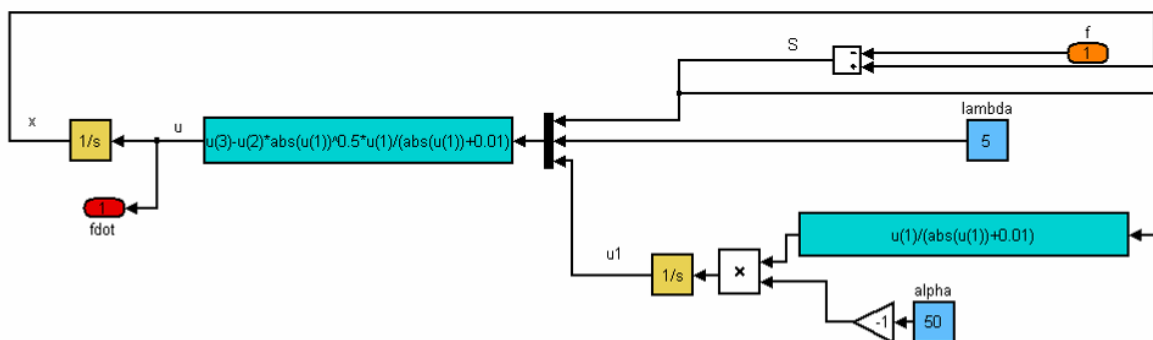 f
S
-
+
1
x
lambda
1/s
u
u(3)-u(2)*abs(u(1))^0.5*u(1)/(abs(u(1))+0.01)
5
1
fdot
u(1)/(abs(u(1))+0.01)
u1
1/s
×
alpha
-1
50